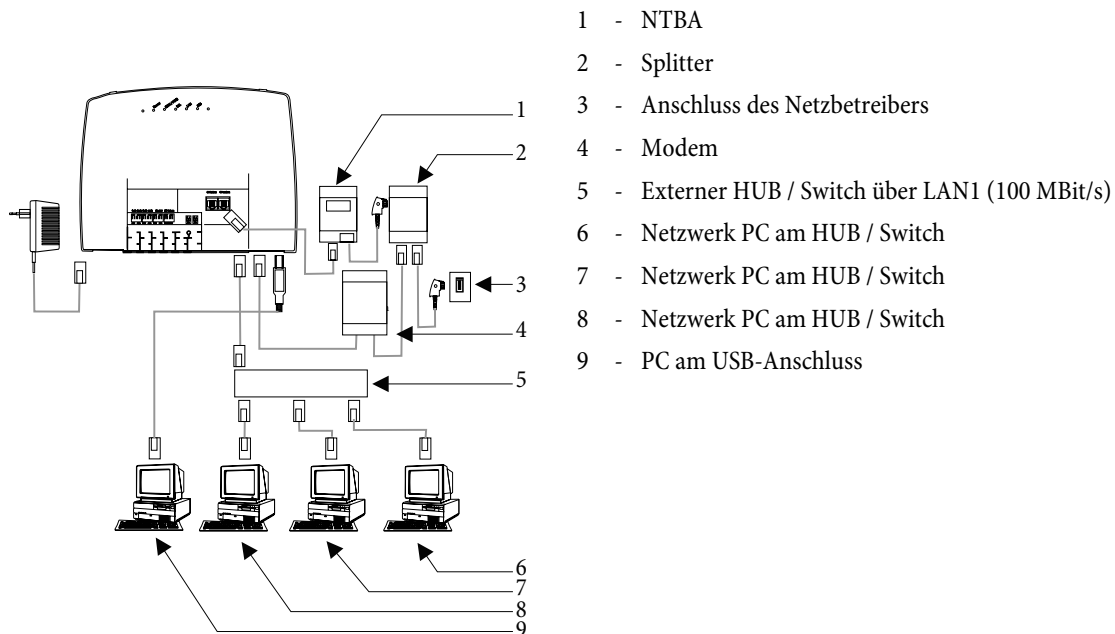 1 - NTBA
2 - Splitter
3 - Anschluss des Netzbetreibers
4 - Modem
5 - Externer HUB / Switch über LAN1 (100 MBit/s)
6 - Netzwerk PC am HUB / Switch
7 - Netzwerk PC am HUB / Switch
8 - Netzwerk PC am HUB / Switch
9 - PC am USB-Anschluss
1
2
3
4
5
6
7
8
9